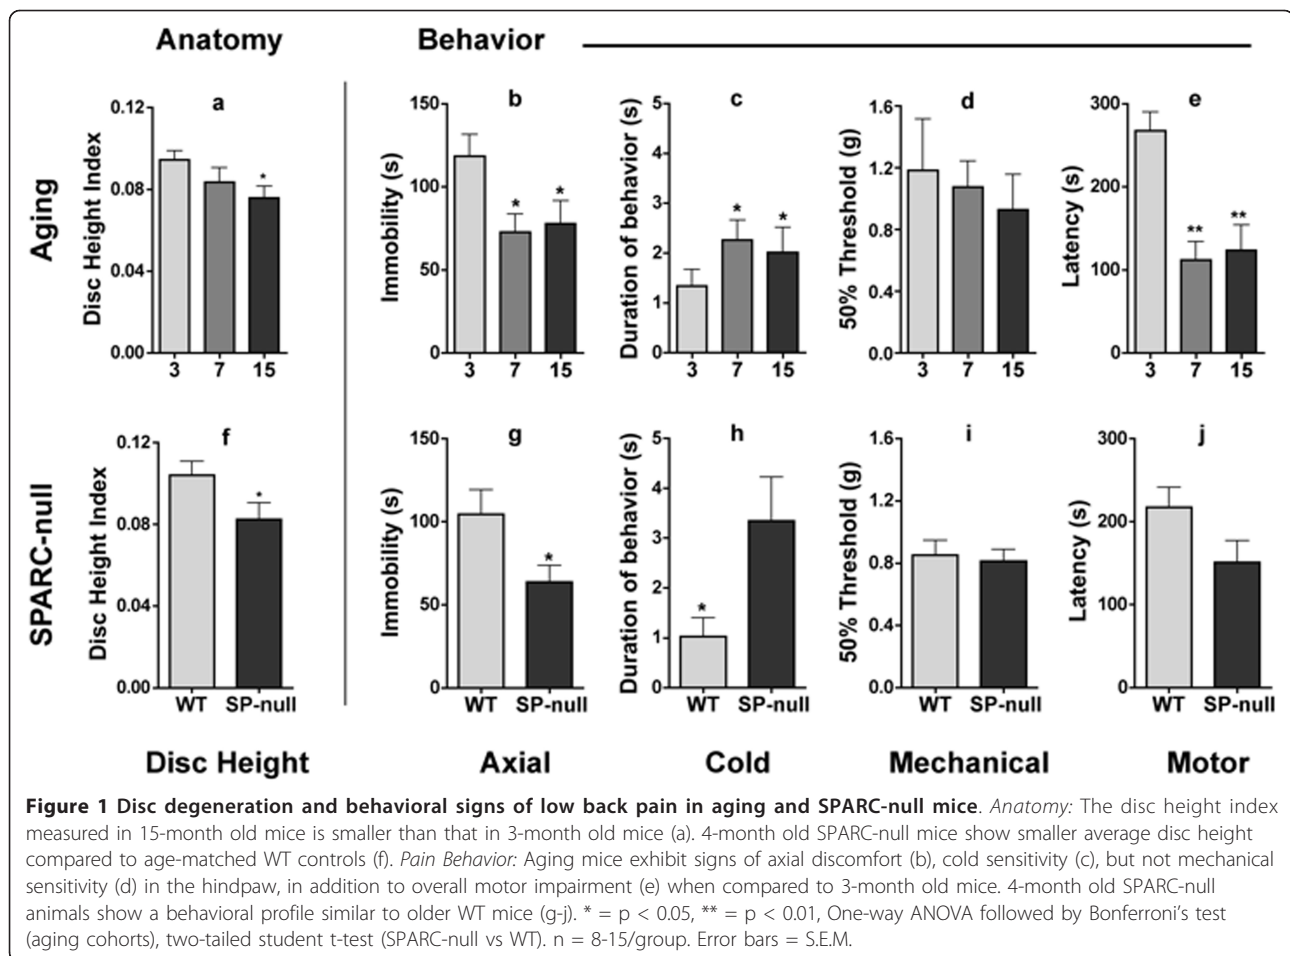 Anatomy
Behavior
Aging
a
Disc Height Index
0.12
0.08
0.04
0.00
*
3 7 15
b
Immobility (s)
150
100
50
0
* *
3 7 15
c
Duration of behavior (s)
5
4
3
2
1
0
* *
3 7 15
d
50% Threshold (g)
1.6
1.2
0.8
0.4
0.0
3 7 15
e
Latency (s)
300
200
100
0
** **
3 7 15
SPARC-null
f
Disc Height Index
0.12
0.08
0.04
0.00
*
WT SP-null
g
Immobility (s)
150
100
50
0
*
WT SP-null
h
Duration of behavior (s)
5
4
3
2
1
0
*
WT SP-null
i
50% Threshold (g)
1.6
1.2
0.8
0.4
0.0
WT SP-null
j
Latency (s)
300
200
100
0
WT SP-null
Disc Height
Axial
Cold
Mechanical
Motor
Figure 1 Disc degeneration and behavioral signs of low back pain in aging and SPARC-null mice. Anatomy: The disc height index
measured in 15-month old mice is smaller than that in 3-month old mice (a). 4-month old SPARC-null mice show smaller average disc height
compared to age-matched WT controls (f). Pain Behavior: Aging mice exhibit signs of axial discomfort (b), cold sensitivity (c), but not mechanical
sensitivity (d) in the hindpaw, in addition to overall motor impairment (e) when compared to 3-month old mice. 4-month old SPARC-null
animals show a behavioral profile similar to older WT mice (g-j). * = p < 0.05, ** = p < 0.01, One-way ANOVA followed by Bonferroni's test
(aging cohorts), two-tailed student t-test (SPARC-null vs WT). n = 8-15/group. Error bars = S.E.M.